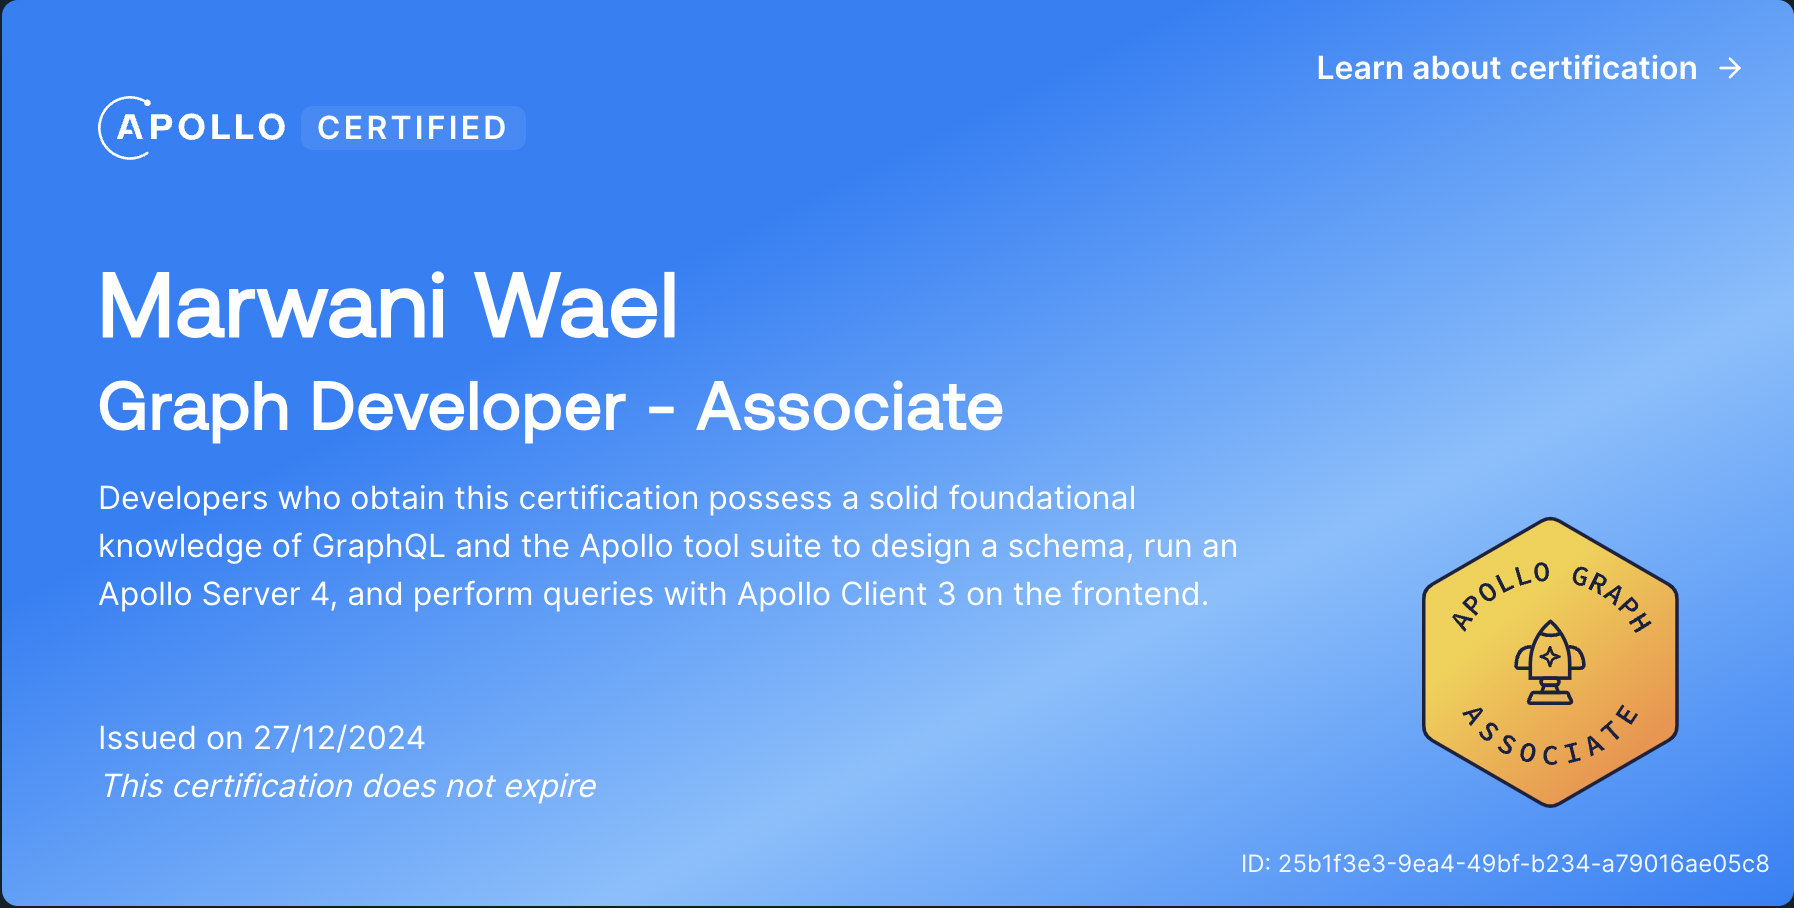 Learn about certification →
APOLLO CERTIFIED
Marwani Wael
Graph Developer - Associate
Developers who obtain this certification possess a solid foundational
knowledge of GraphQL and the Apollo tool suite to design a schema, run an
Apollo Server 4, and perform queries with Apollo Client 3 on the frontend.
APOLLO GRAPH
ASSOCIATE
Issued on 27/12/2024
This certification does not expire
ID: 25b1f3e3-9ea4-49bf-b234-a79016ae05c8